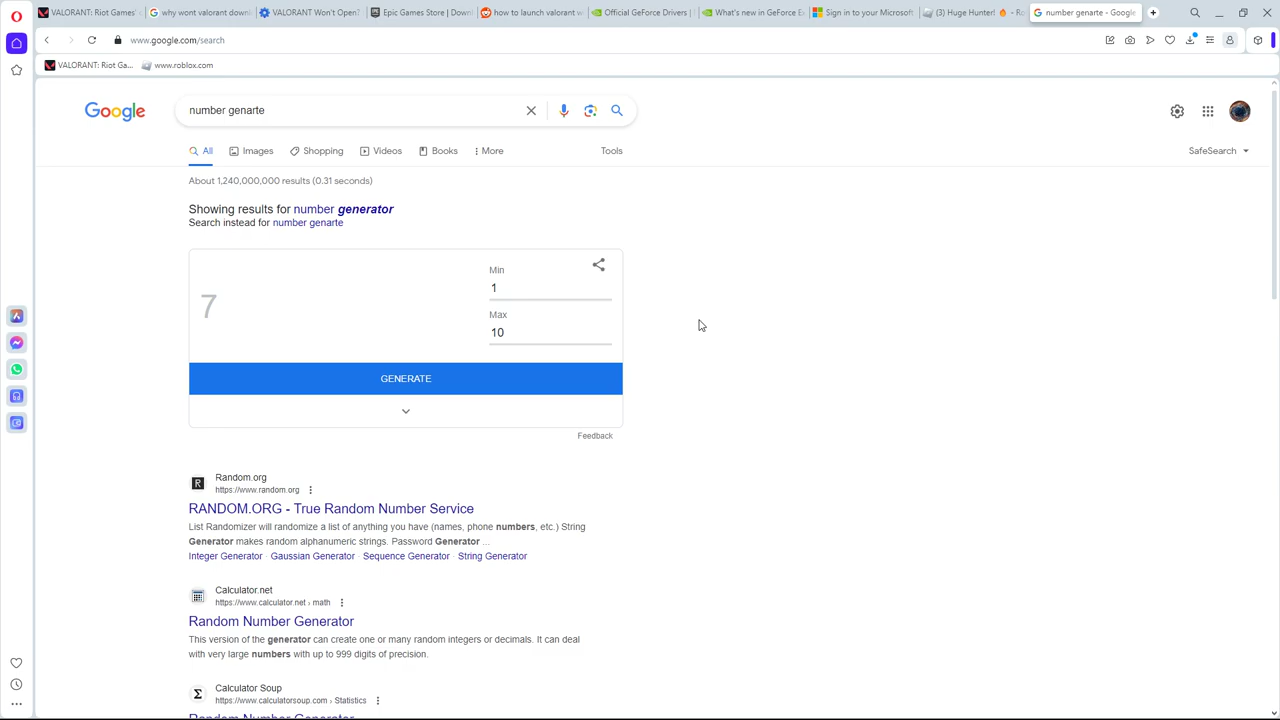 VALORANT: Riot Games'
why wont valorant down
VALORANT Won't Open?
Epic Games Store | Down
how to launch valorant w
Official GeForce Drivers |
What's new in GeForce Ex
Sign in to your Microsoft
(3) Huge Hunter! 🔥 - Ro
number genarte - Google
www.google.com/search
VALORANT: Riot Ga...
www.roblox.com
Google
number genarte
All
Images
Shopping
Videos
Books
More
Tools
SafeSearch
About 1,240,000,000 results (0.31 seconds)
Showing results for number generator
Search instead for number genarte
Min
1
7
Max
10
GENERATE
Feedback
R
Random.org
https://www.random.org
RANDOM.ORG - True Random Number Service
List Randomizer will randomize a list of anything you have (names, phone numbers, etc.) String
Generator makes random alphanumeric strings. Password Generator ...
Integer Generator · Gaussian Generator · Sequence Generator · String Generator
Calculator.net
https://www.calculator.net › math
Random Number Generator
This version of the generator can create one or many random integers or decimals. It can deal
with very large numbers with up to 999 digits of precision.
Σ
Calculator Soup
https://www.calculatorsoup.com › Statistics
Random Number Generator